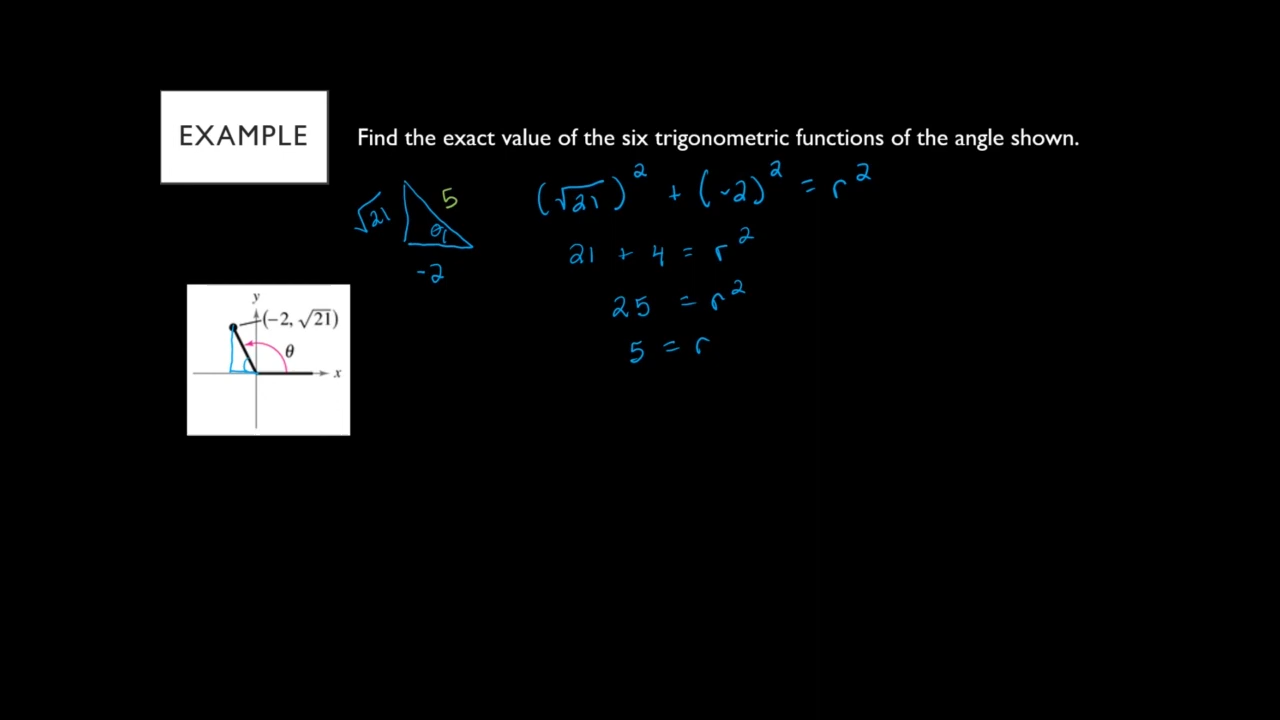 EXAMPLE
Find the exact value of the six trigonometric functions of the angle shown.
√21
5
θ
-2
(√21)² + (-2)² = r²
21 + 4 = r²
25 = r²
5 = r
y
(−2, √21)
θ
x